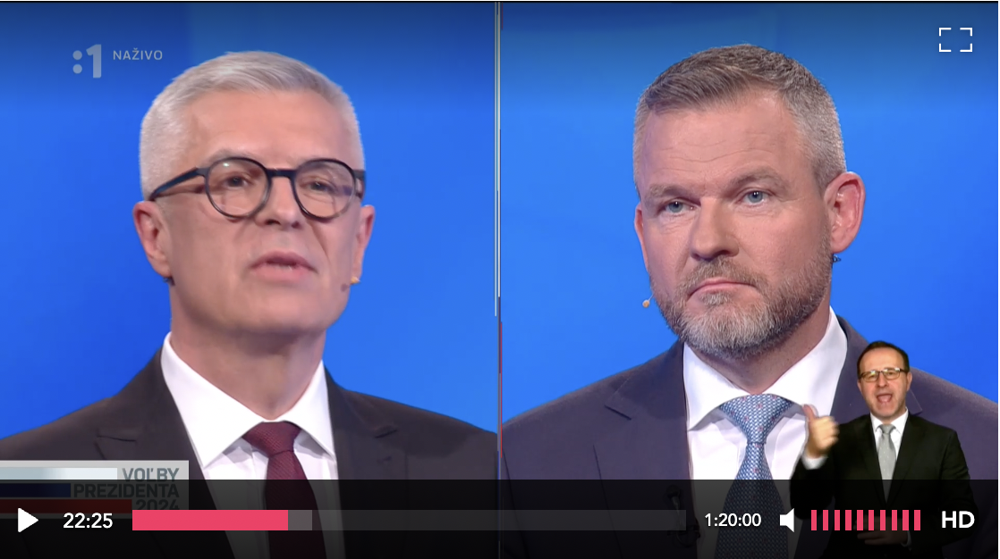 :1 NAŽIVO
VOĽBY
PREZIDENTA
2024
22:25
1:20:00
HD